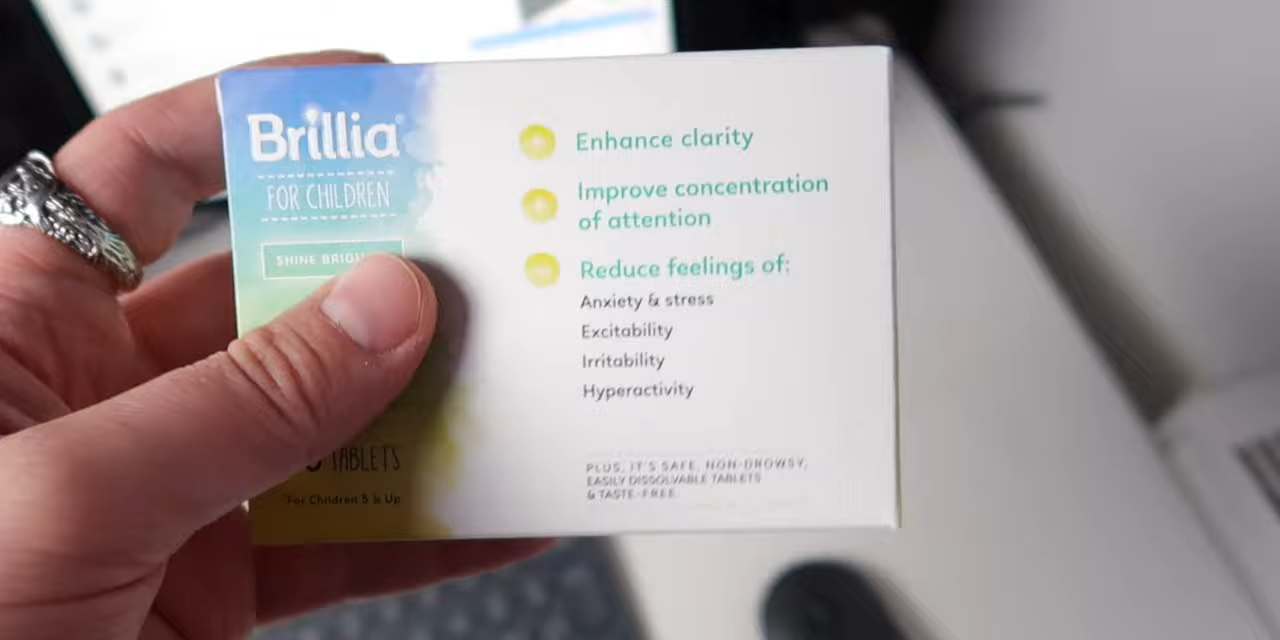 Brillia
FOR CHILDREN
SHINE
TABLETS
For Children 5 & Up
Enhance clarity
Improve concentration
of attention
Reduce feelings of:
Anxiety & stress
Excitability
Irritability
Hyperactivity
PLUS, IT'S SAFE, NON-DROWSY,
EASILY DISSOLVABLE TABLETS
& TASTE-FREE.